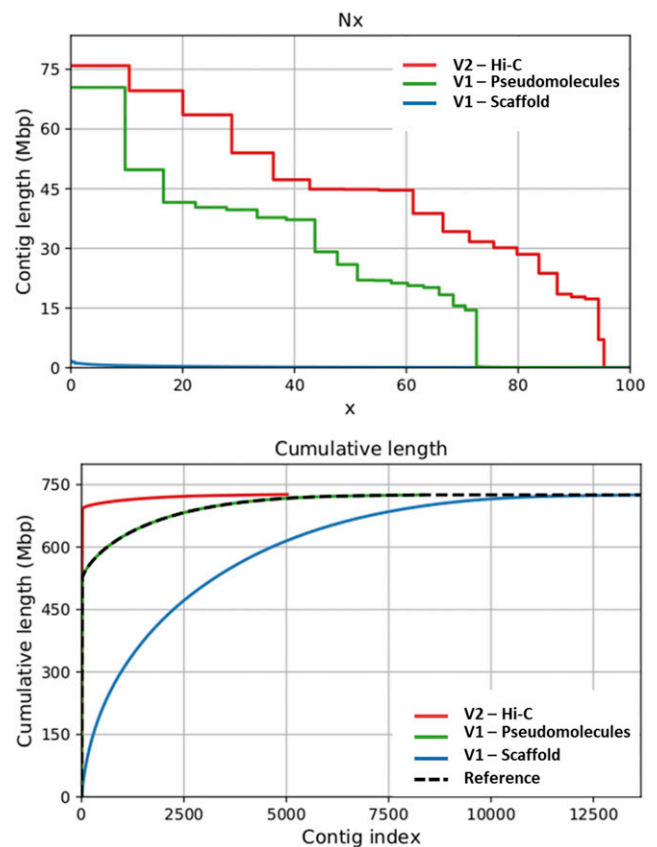 Nx
75
60
45
30
15
0
Contig length (Mbp)
V2 – Hi-C
V1 – Pseudomolecules
V1 – Scaffold
0 20 40 60 80 100
x
Cumulative length
750
600
450
300
150
0
Cumulative length (Mbp)
V2 – Hi-C
V1 – Pseudomolecules
V1 – Scaffold
Reference
0 2500 5000 7500 10000 12500
Contig index